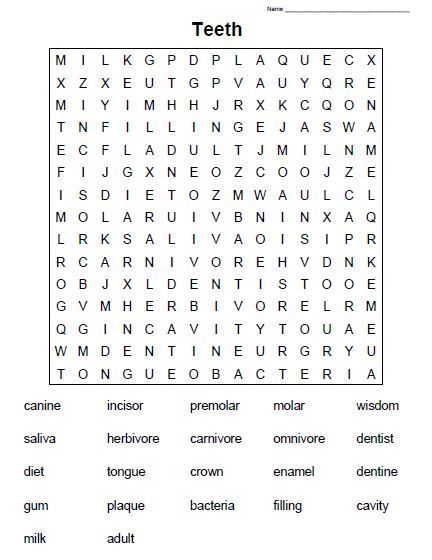 Name
Teeth
M I L K G P D P L A Q U E C X
X Z X E U T G P V A U Y Q R E
M I Y I M H H J R X K C Q O N
T N F I L L I N G E J A S W A
E C F L A D U L T J M I L N M
F I J G X N E O Z C O O J Z E
I S D I E T O Z M W A U L C L
M O L A R U I V B N I N X A Q
L R K S A L I V A O I S I P R
R C A R N I V O R E H V D N K
O B J X L D E N T I S T O O E
G V M H E R B I V O R E L R M
Q G I N C A V I T Y T O U A E
W M D E N T I N E U R G R Y U
T O N G U E O B A C T E R I A
canine incisor premolar molar wisdom
saliva herbivore carnivore omnivore dentist
diet tongue crown enamel dentine
gum plaque bacteria filling cavity
milk adult